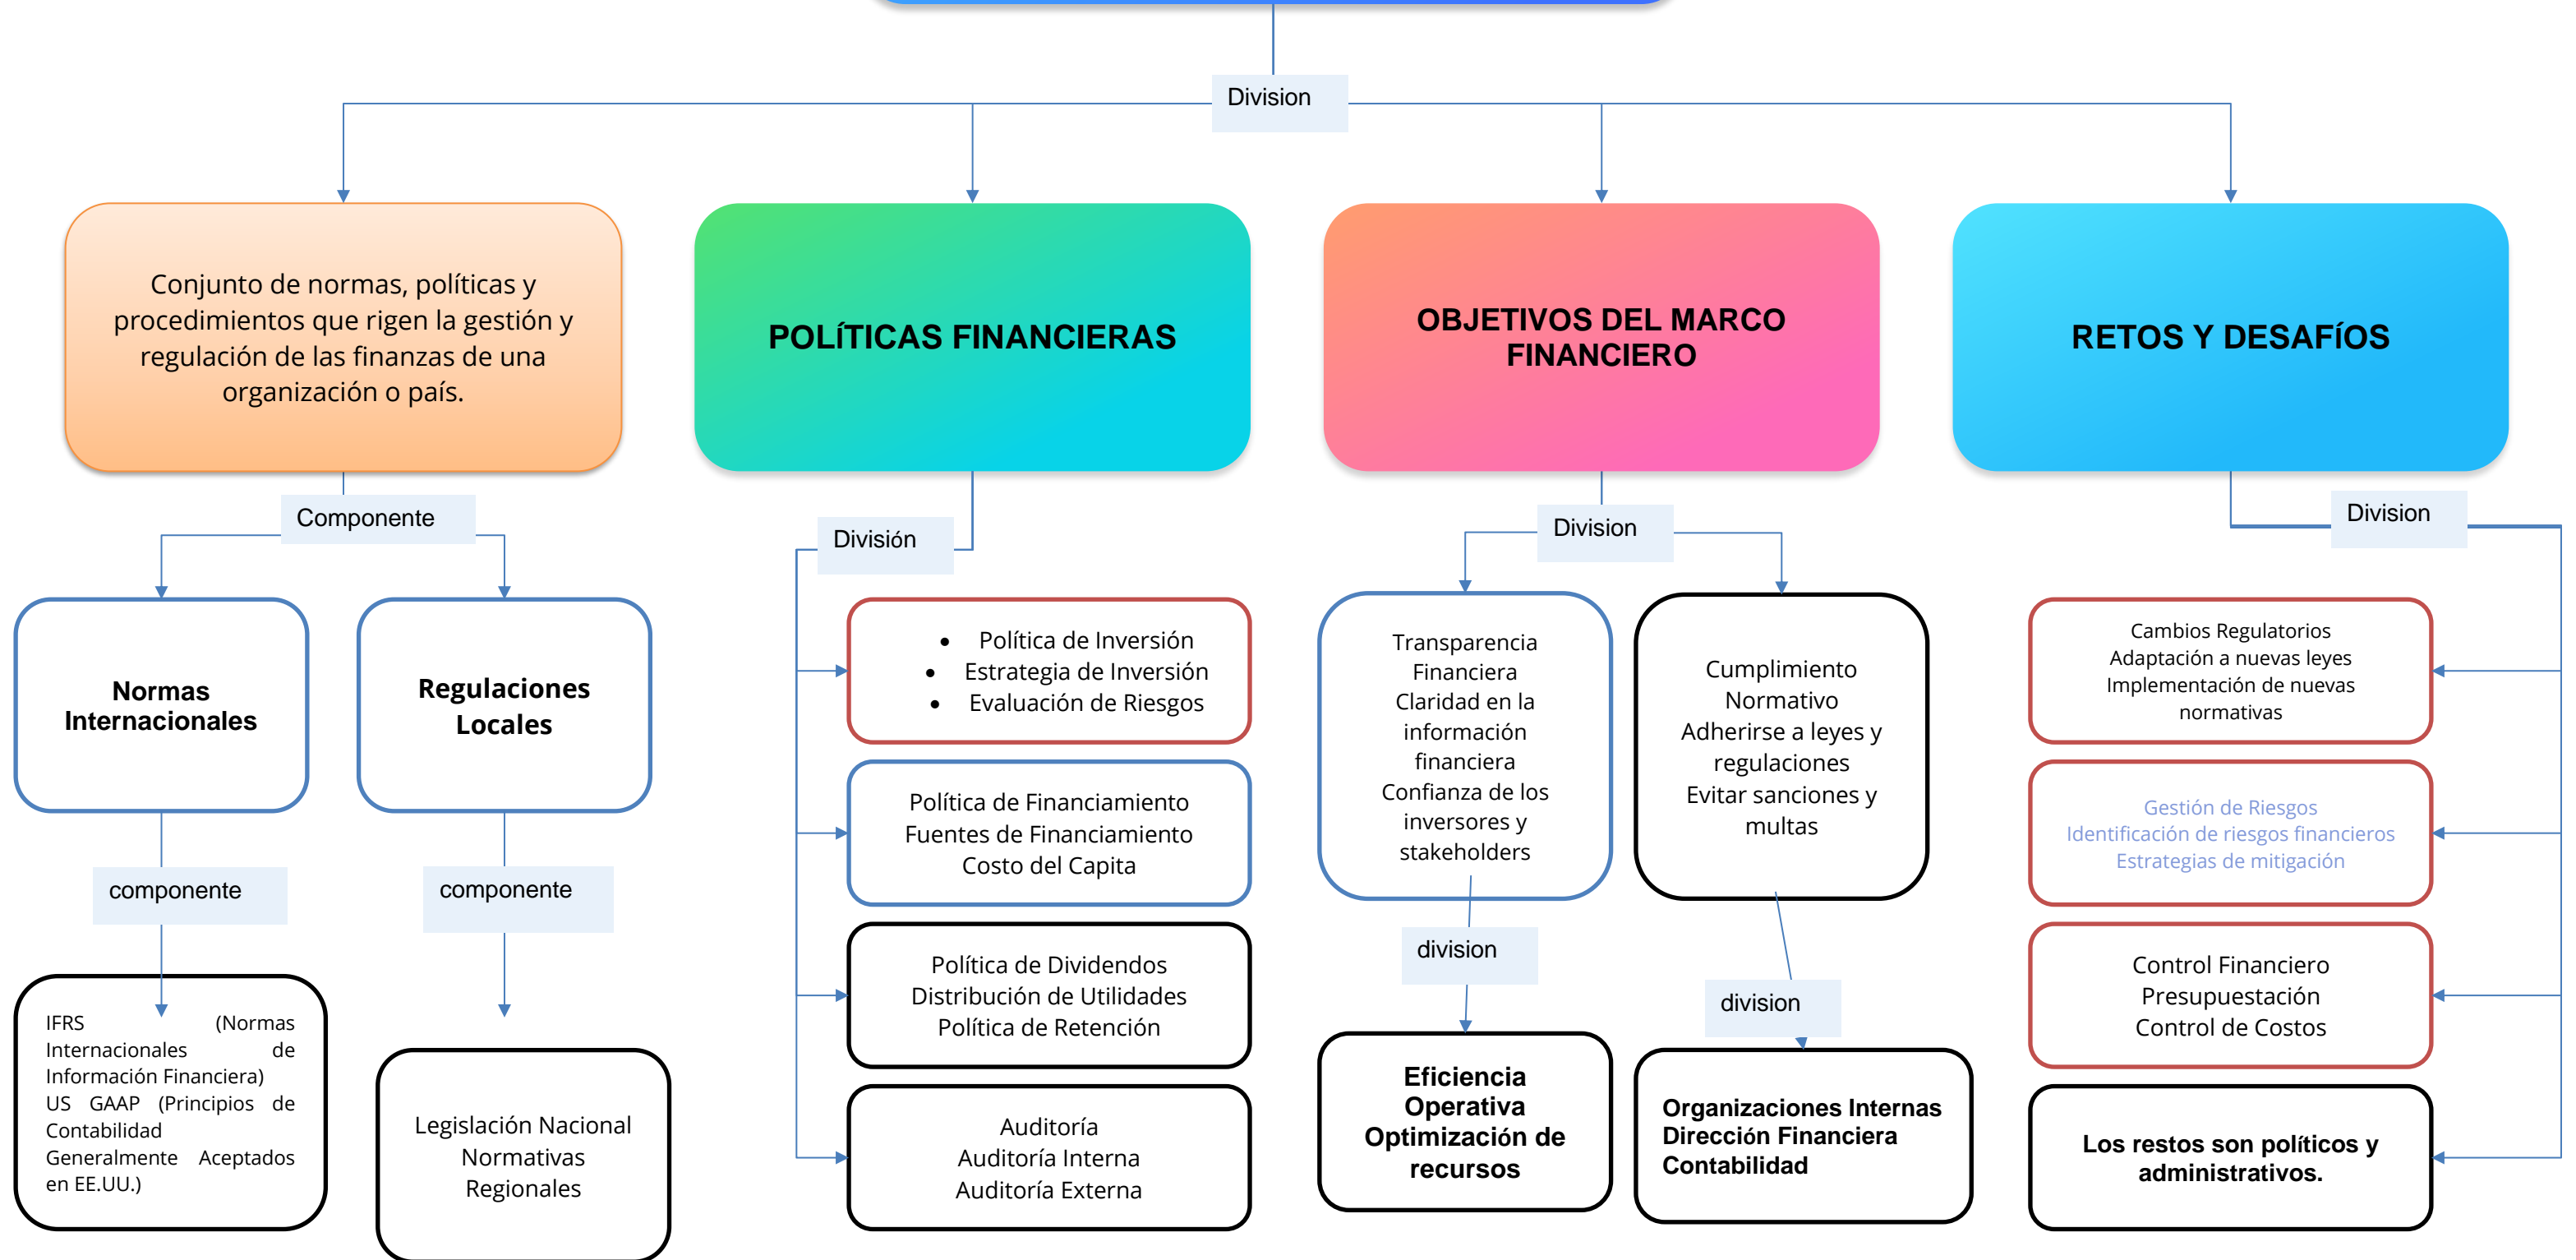 Division
Conjunto de normas, políticas y
procedimientos que rigen la gestión y
regulación de las finanzas de una
organización o país.
POLÍTICAS FINANCIERAS
OBJETIVOS DEL MARCO
FINANCIERO
RETOS Y DESAFÍOS
Componente
División
Division
Division
Normas
Internacionales
Regulaciones
Locales
componente
componente
IFRS (Normas
Internacionales de
Información Financiera)
US GAAP (Principios de
Contabilidad
Generalmente Aceptados
en EE.UU.)
Legislación Nacional
Normativas
Regionales
• Política de Inversión
• Estrategia de Inversión
• Evaluación de Riesgos
Política de Financiamiento
Fuentes de Financiamiento
Costo del Capita
Política de Dividendos
Distribución de Utilidades
Política de Retención
Auditoría
Auditoría Interna
Auditoría Externa
Transparencia
Financiera
Claridad en la
información
financiera
Confianza de los
inversores y
stakeholders
Cumplimiento
Normativo
Adherirse a leyes y
regulaciones
Evitar sanciones y
multas
division
division
Eficiencia
Operativa
Optimización de
recursos
Organizaciones Internas
Dirección Financiera
Contabilidad
Cambios Regulatorios
Adaptación a nuevas leyes
Implementación de nuevas
normativas
Gestión de Riesgos
Identificación de riesgos financieros
Estrategias de mitigación
Control Financiero
Presupuestación
Control de Costos
Los restos son políticos y
administrativos.